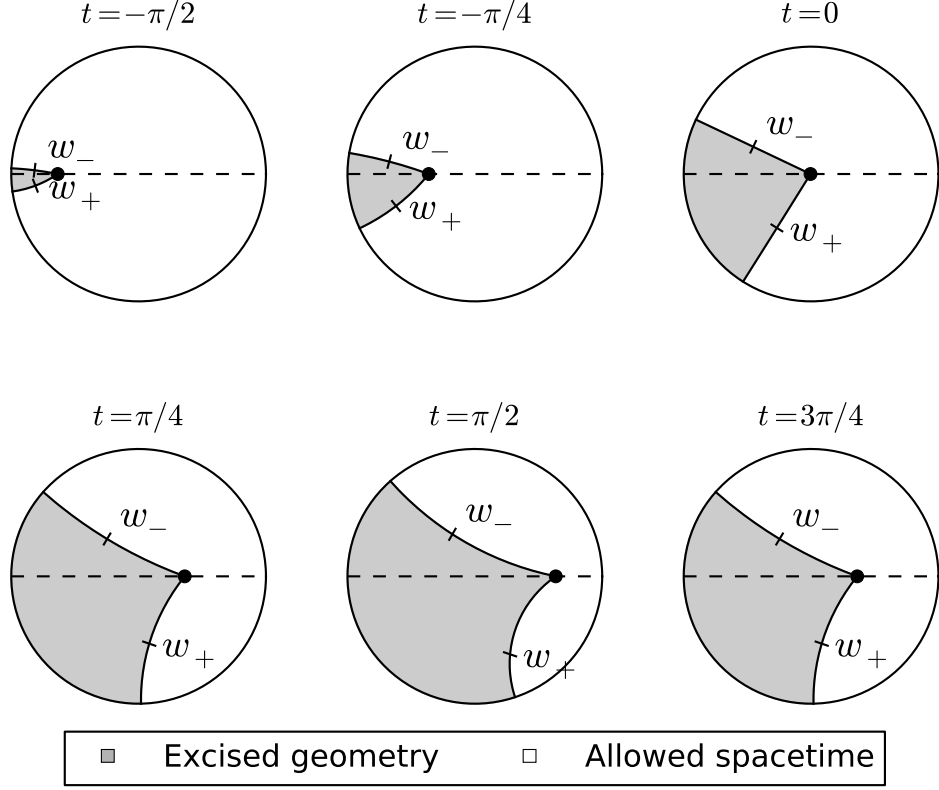 t=−π/2 t=−π/4 t=0
w₋ w₋ w₋
w₊ w₊ w₊
t=π/4 t=π/2 t=3π/4
w₋ w₋ w₋
w₊ w₊ w₊
Excised geometry Allowed spacetime